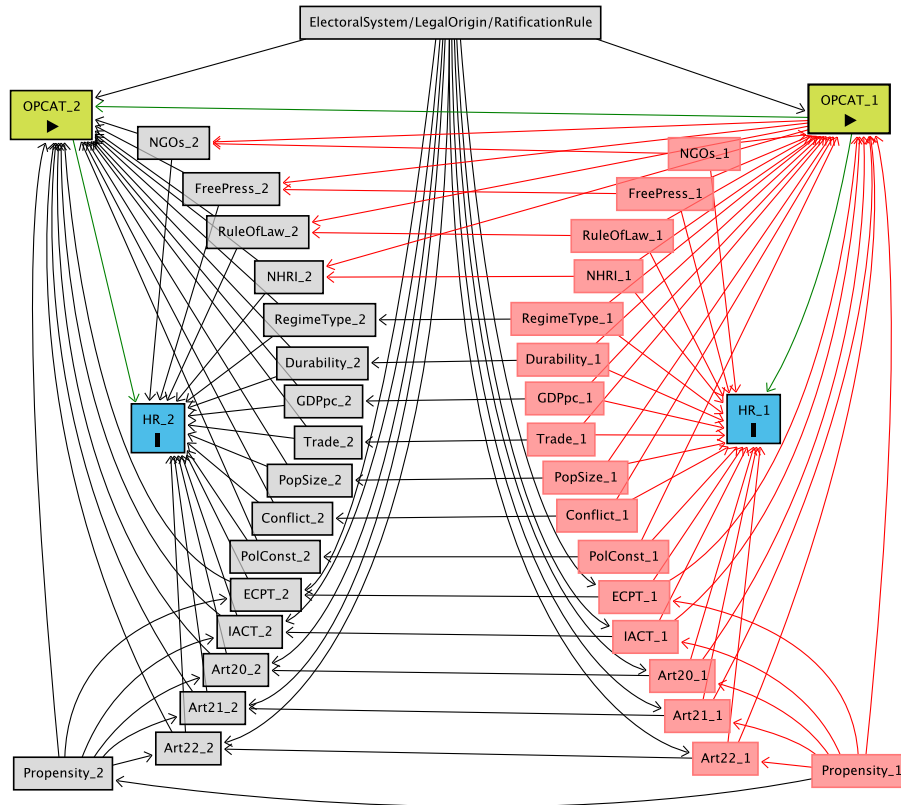 ElectoralSystem/LegalOrigin/RatificationRule
OPCAT_2
OPCAT_1
NGOs_2
NGOs_1
FreePress_2
FreePress_1
RuleOfLaw_2
RuleOfLaw_1
NHRI_2
NHRI_1
RegimeType_2
RegimeType_1
Durability_2
Durability_1
GDPpc_2
GDPpc_1
HR_2
HR_1
Trade_2
Trade_1
PopSize_2
PopSize_1
Conflict_2
Conflict_1
PolConst_2
PolConst_1
ECPT_2
ECPT_1
IACT_2
IACT_1
Art20_2
Art20_1
Art21_2
Art21_1
Art22_2
Art22_1
Propensity_2
Propensity_1